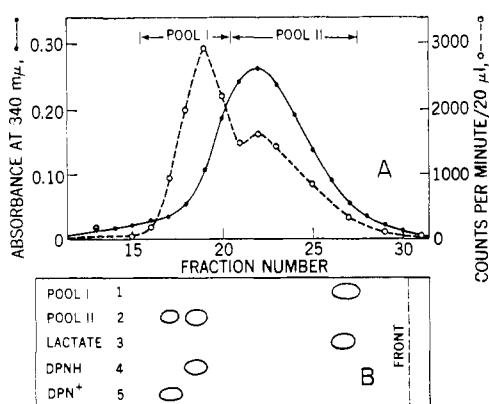 POOL I POOL II
0.30
0.20
0.10
0
3000
2000
1000
0
15 20 25 30
FRACTION NUMBER
ABSORBANCE AT 340 mμ,
COUNTS PER MINUTE/20 μl,
A
POOL I 1
POOL II 2
LACTATE 3
DPNH 4
DPN+ 5
FRONT
B